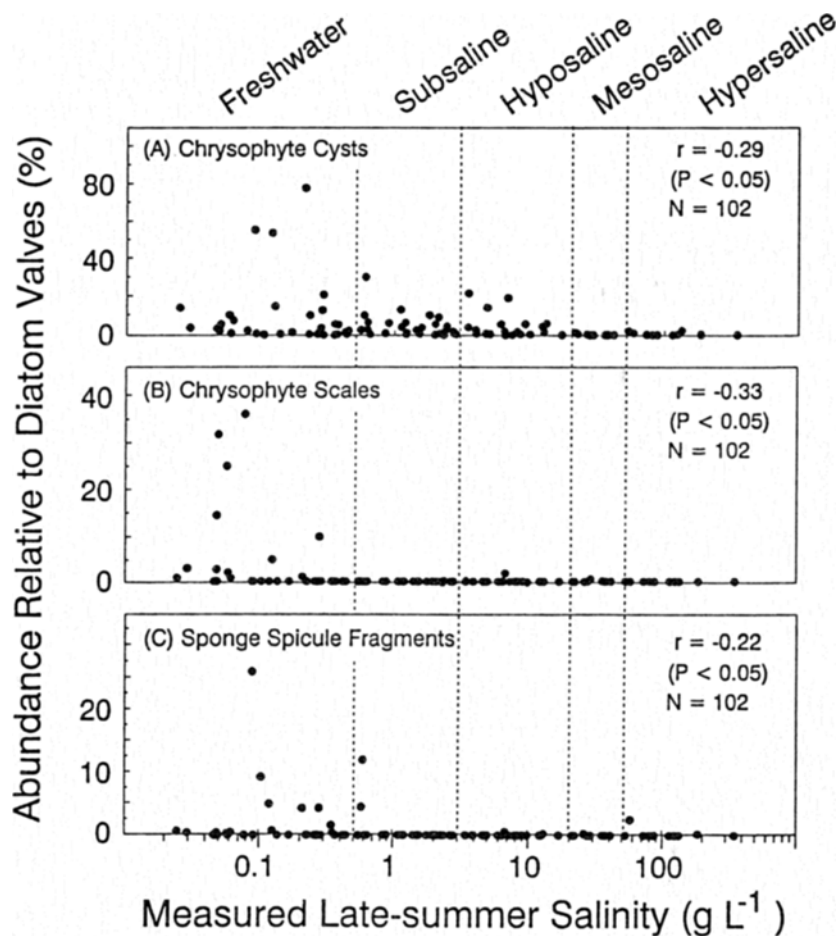 Freshwater
Subsaline
Hyposaline
Mesosaline
Hypersaline
Abundance Relative to Diatom Valves (%)
(A) Chrysophyte Cysts
r = -0.29
(P < 0.05)
N = 102
80
40
0
(B) Chrysophyte Scales
r = -0.33
(P < 0.05)
N = 102
40
20
0
(C) Sponge Spicule Fragments
r = -0.22
(P < 0.05)
N = 102
20
10
0
0.1 1 10 100
Measured Late-summer Salinity (g L⁻¹)